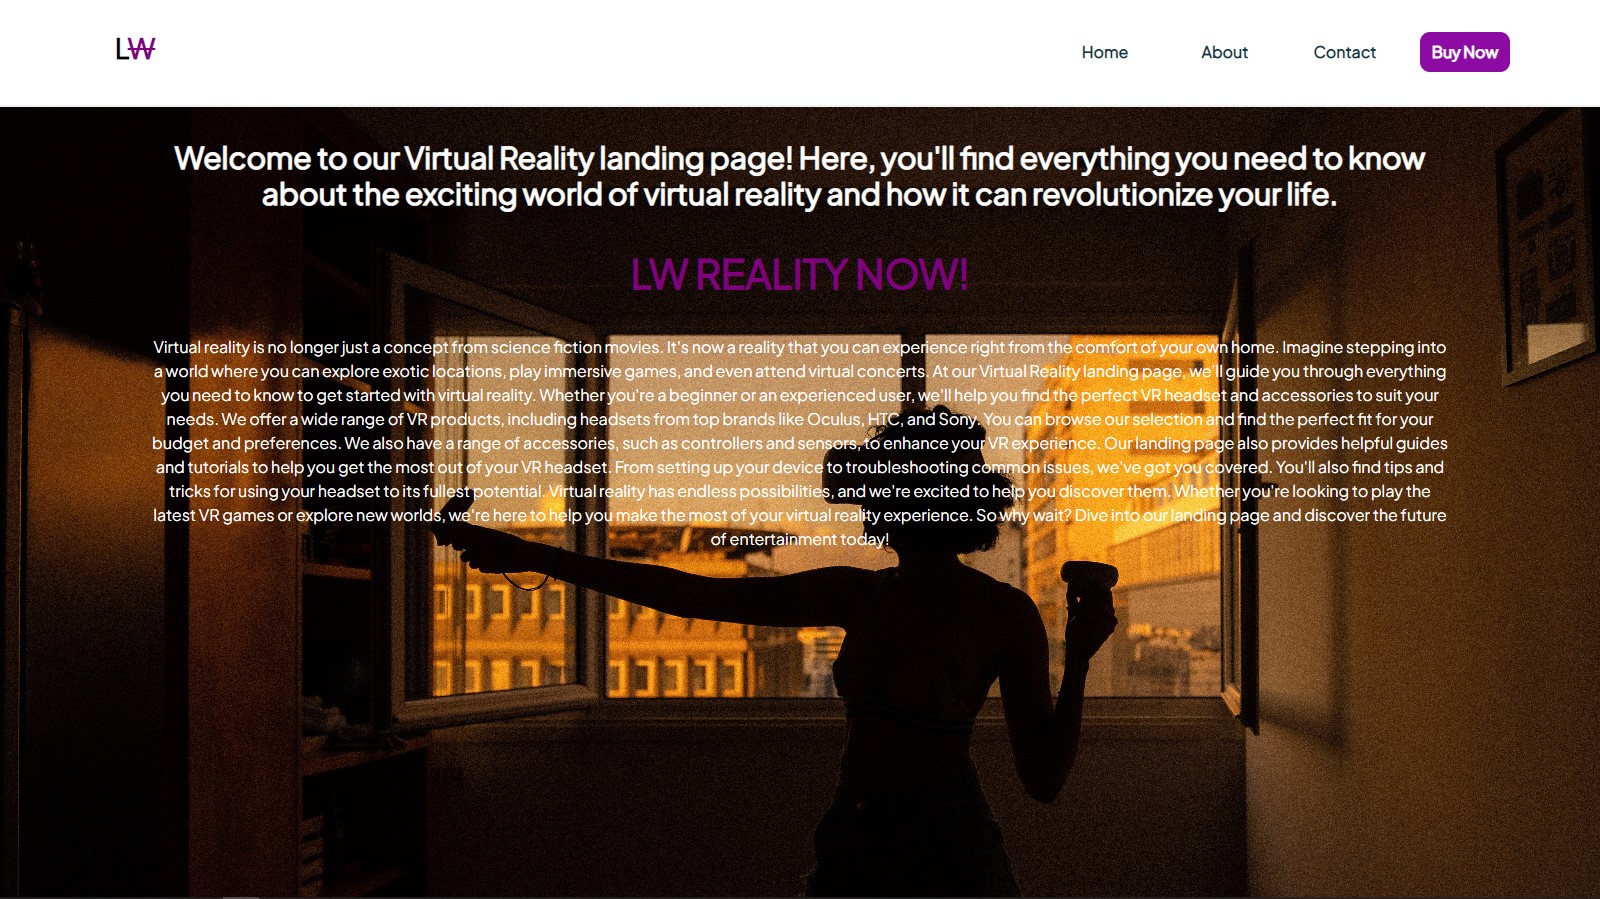 LW
Home
About
Contact
Buy Now
Welcome to our Virtual Reality landing page! Here, you'll find everything you need to know
about the exciting world of virtual reality and how it can revolutionize your life.
LW REALITY NOW!
Virtual reality is no longer just a concept from science fiction movies. It's now a reality that you can experience right from the comfort of your own home. Imagine stepping into
a world where you can explore exotic locations, play immersive games, and even attend virtual concerts. At our Virtual Reality landing page, we'll guide you through everything
you need to know to get started with virtual reality. Whether you're a beginner or an experienced user, we'll help you find the perfect VR headset and accessories to suit your
needs. We offer a wide range of VR products, including headsets from top brands like Oculus, HTC, and Sony. You can browse our selection and find the perfect fit for your
budget and preferences. We also have a range of accessories, such as controllers and sensors, to enhance your VR experience. Our landing page also provides helpful guides
and tutorials to help you get the most out of your VR headset. From setting up your device to troubleshooting common issues, we've got you covered. You'll also find tips and
tricks for using your headset to its fullest potential. Virtual reality has endless possibilities, and we're excited to help you discover them. Whether you're looking to play the
latest VR games or explore new worlds, we're here to help you make the most of your virtual reality experience. So why wait? Dive into our landing page and discover the future
of entertainment today!